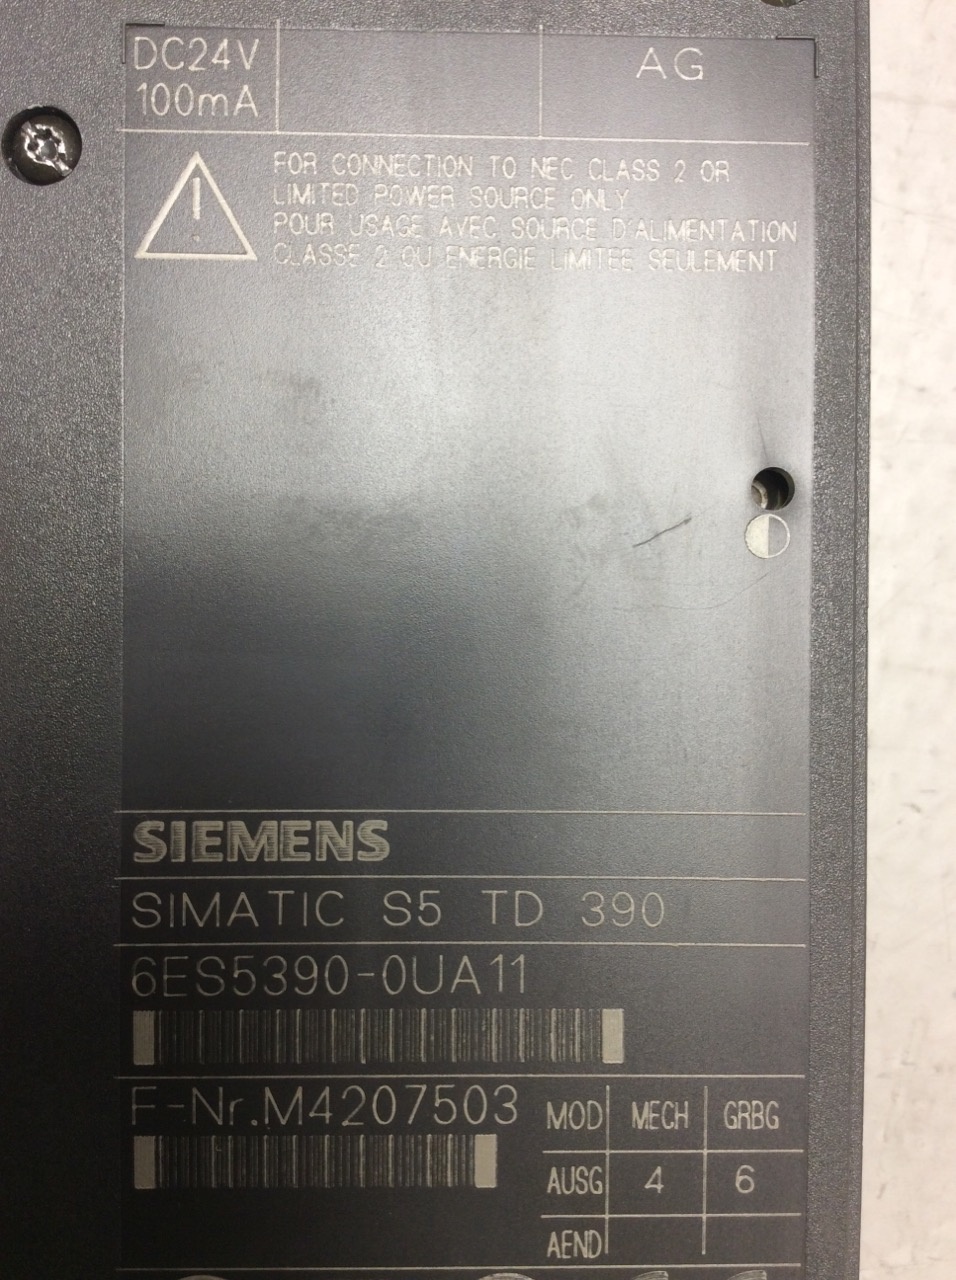 DC24V
100mA
AG
FOR CONNECTION TO NEC CLASS 2 OR
LIMITED POWER SOURCE ONLY
POUR USAGE AVEC SOURCE D'ALIMENTATION
CLASSE 2 OU ENERGIE LIMITEE SEULEMENT
SIEMENS
SIMATIC S5 TD 390
6ES5390-0UA11
F-Nr.M4207503
MOD MECH GRBG
AUSG 4 6
AEND